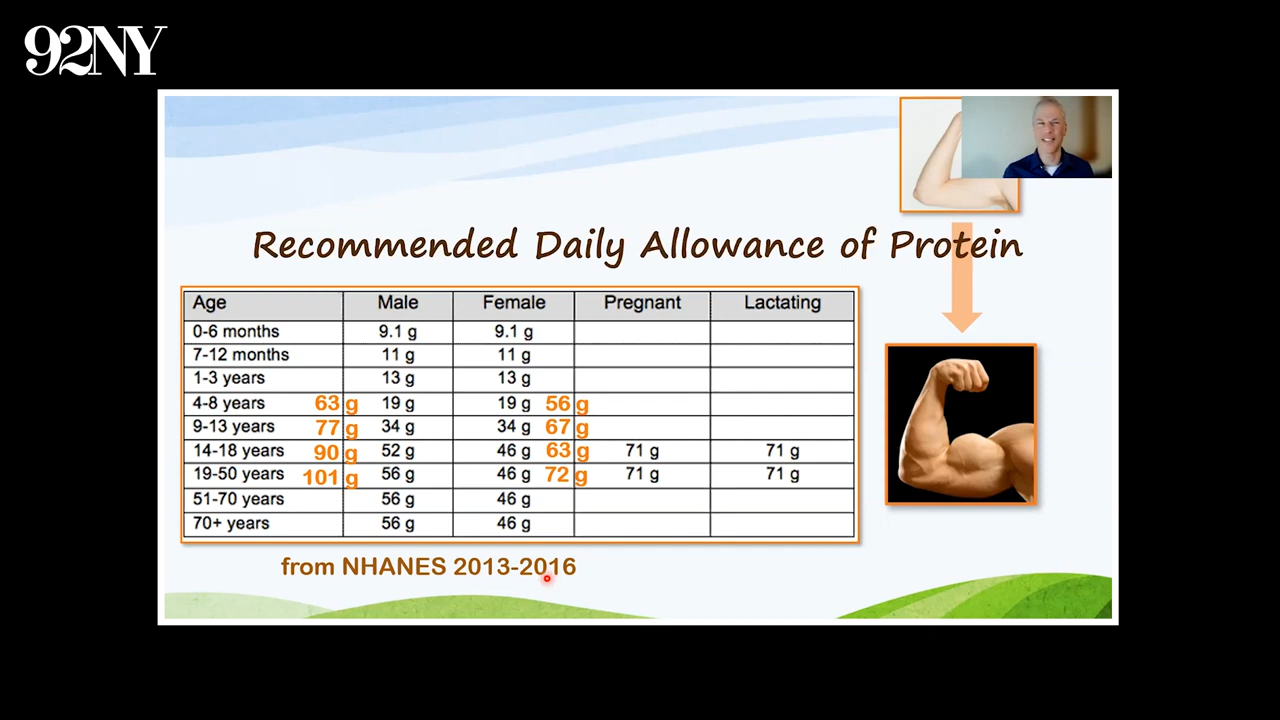 92NY
Recommended Daily Allowance of Protein
Age Male Female Pregnant Lactating
0-6 months 9.1 g 9.1 g
7-12 months 11 g 11 g
1-3 years 13 g 13 g
4-8 years 63 g 19 g 19 g 56 g
9-13 years 77 g 34 g 34 g 67 g
14-18 years 90 g 52 g 46 g 63 g 71 g 71 g
19-50 years 101 g 56 g 46 g 72 g 71 g 71 g
51-70 years 56 g 46 g
70+ years 56 g 46 g
from NHANES 2013-2016